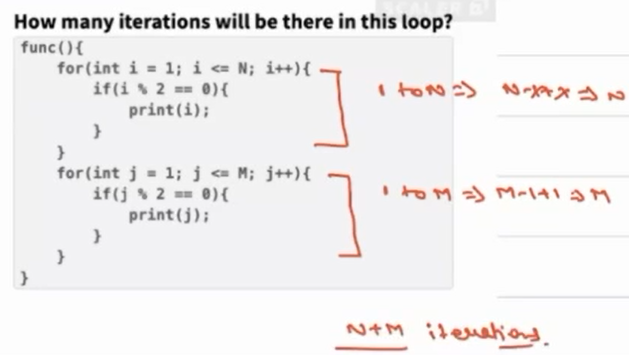 How many iterations will be there in this loop?
func(){
for(int i = 1; i <= N; i++){
if(i % 2 == 0){
print(i);
}
}
for(int j = 1; j <= M; j++){
if(j % 2 == 0){
print(j);
}
}
}
1 to N => N-1+1 => N
1 to M => M-1+1 => M
N+M iterations.